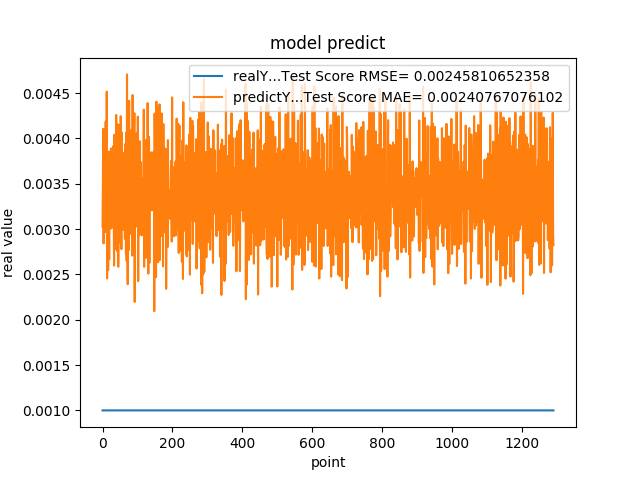 model predict
realY...Test Score RMSE= 0.00245810652358
predictY...Test Score MAE= 0.00240767076102
0.0045
0.0040
0.0035
0.0030
0.0025
0.0020
0.0015
0.0010
real value
0 200 400 600 800 1000 1200
point